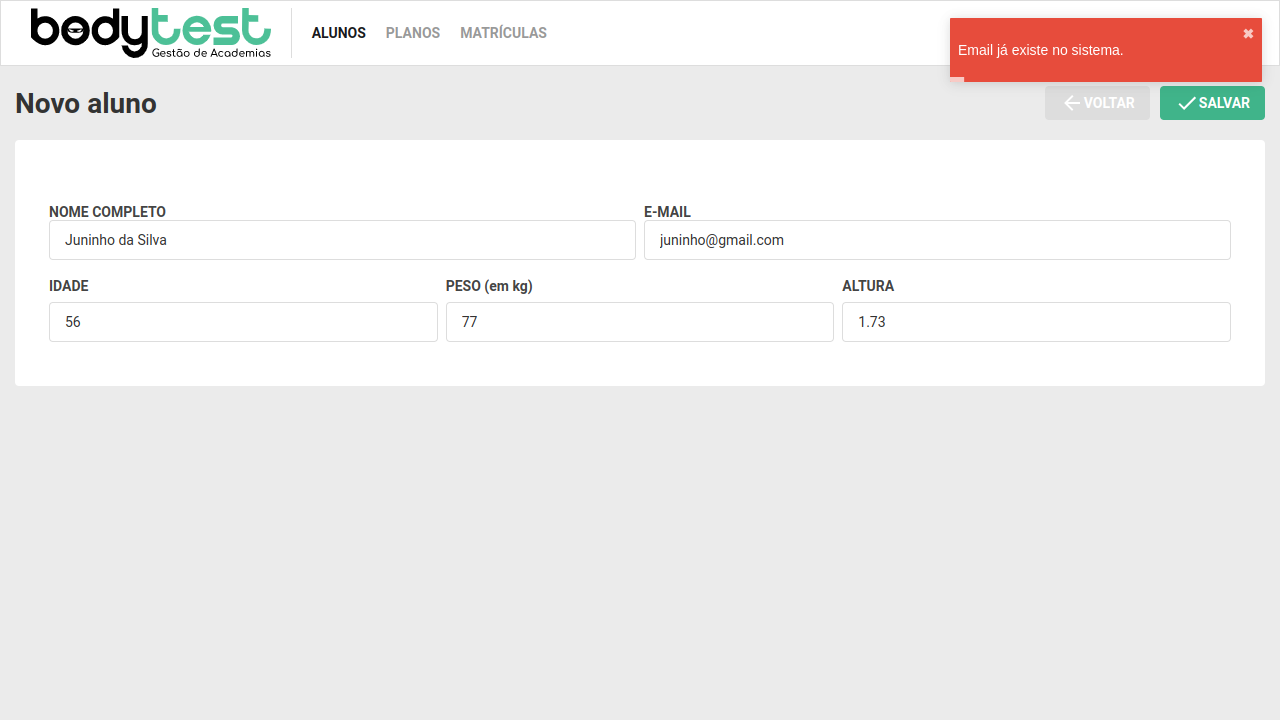 bodytest
Gestão de Academias
ALUNOS PLANOS MATRÍCULAS
Email já existe no sistema.
Novo aluno
VOLTAR
SALVAR
NOME COMPLETO
E-MAIL
Juninho da Silva
juninho@gmail.com
IDADE
PESO (em kg)
ALTURA
56
77
1.73